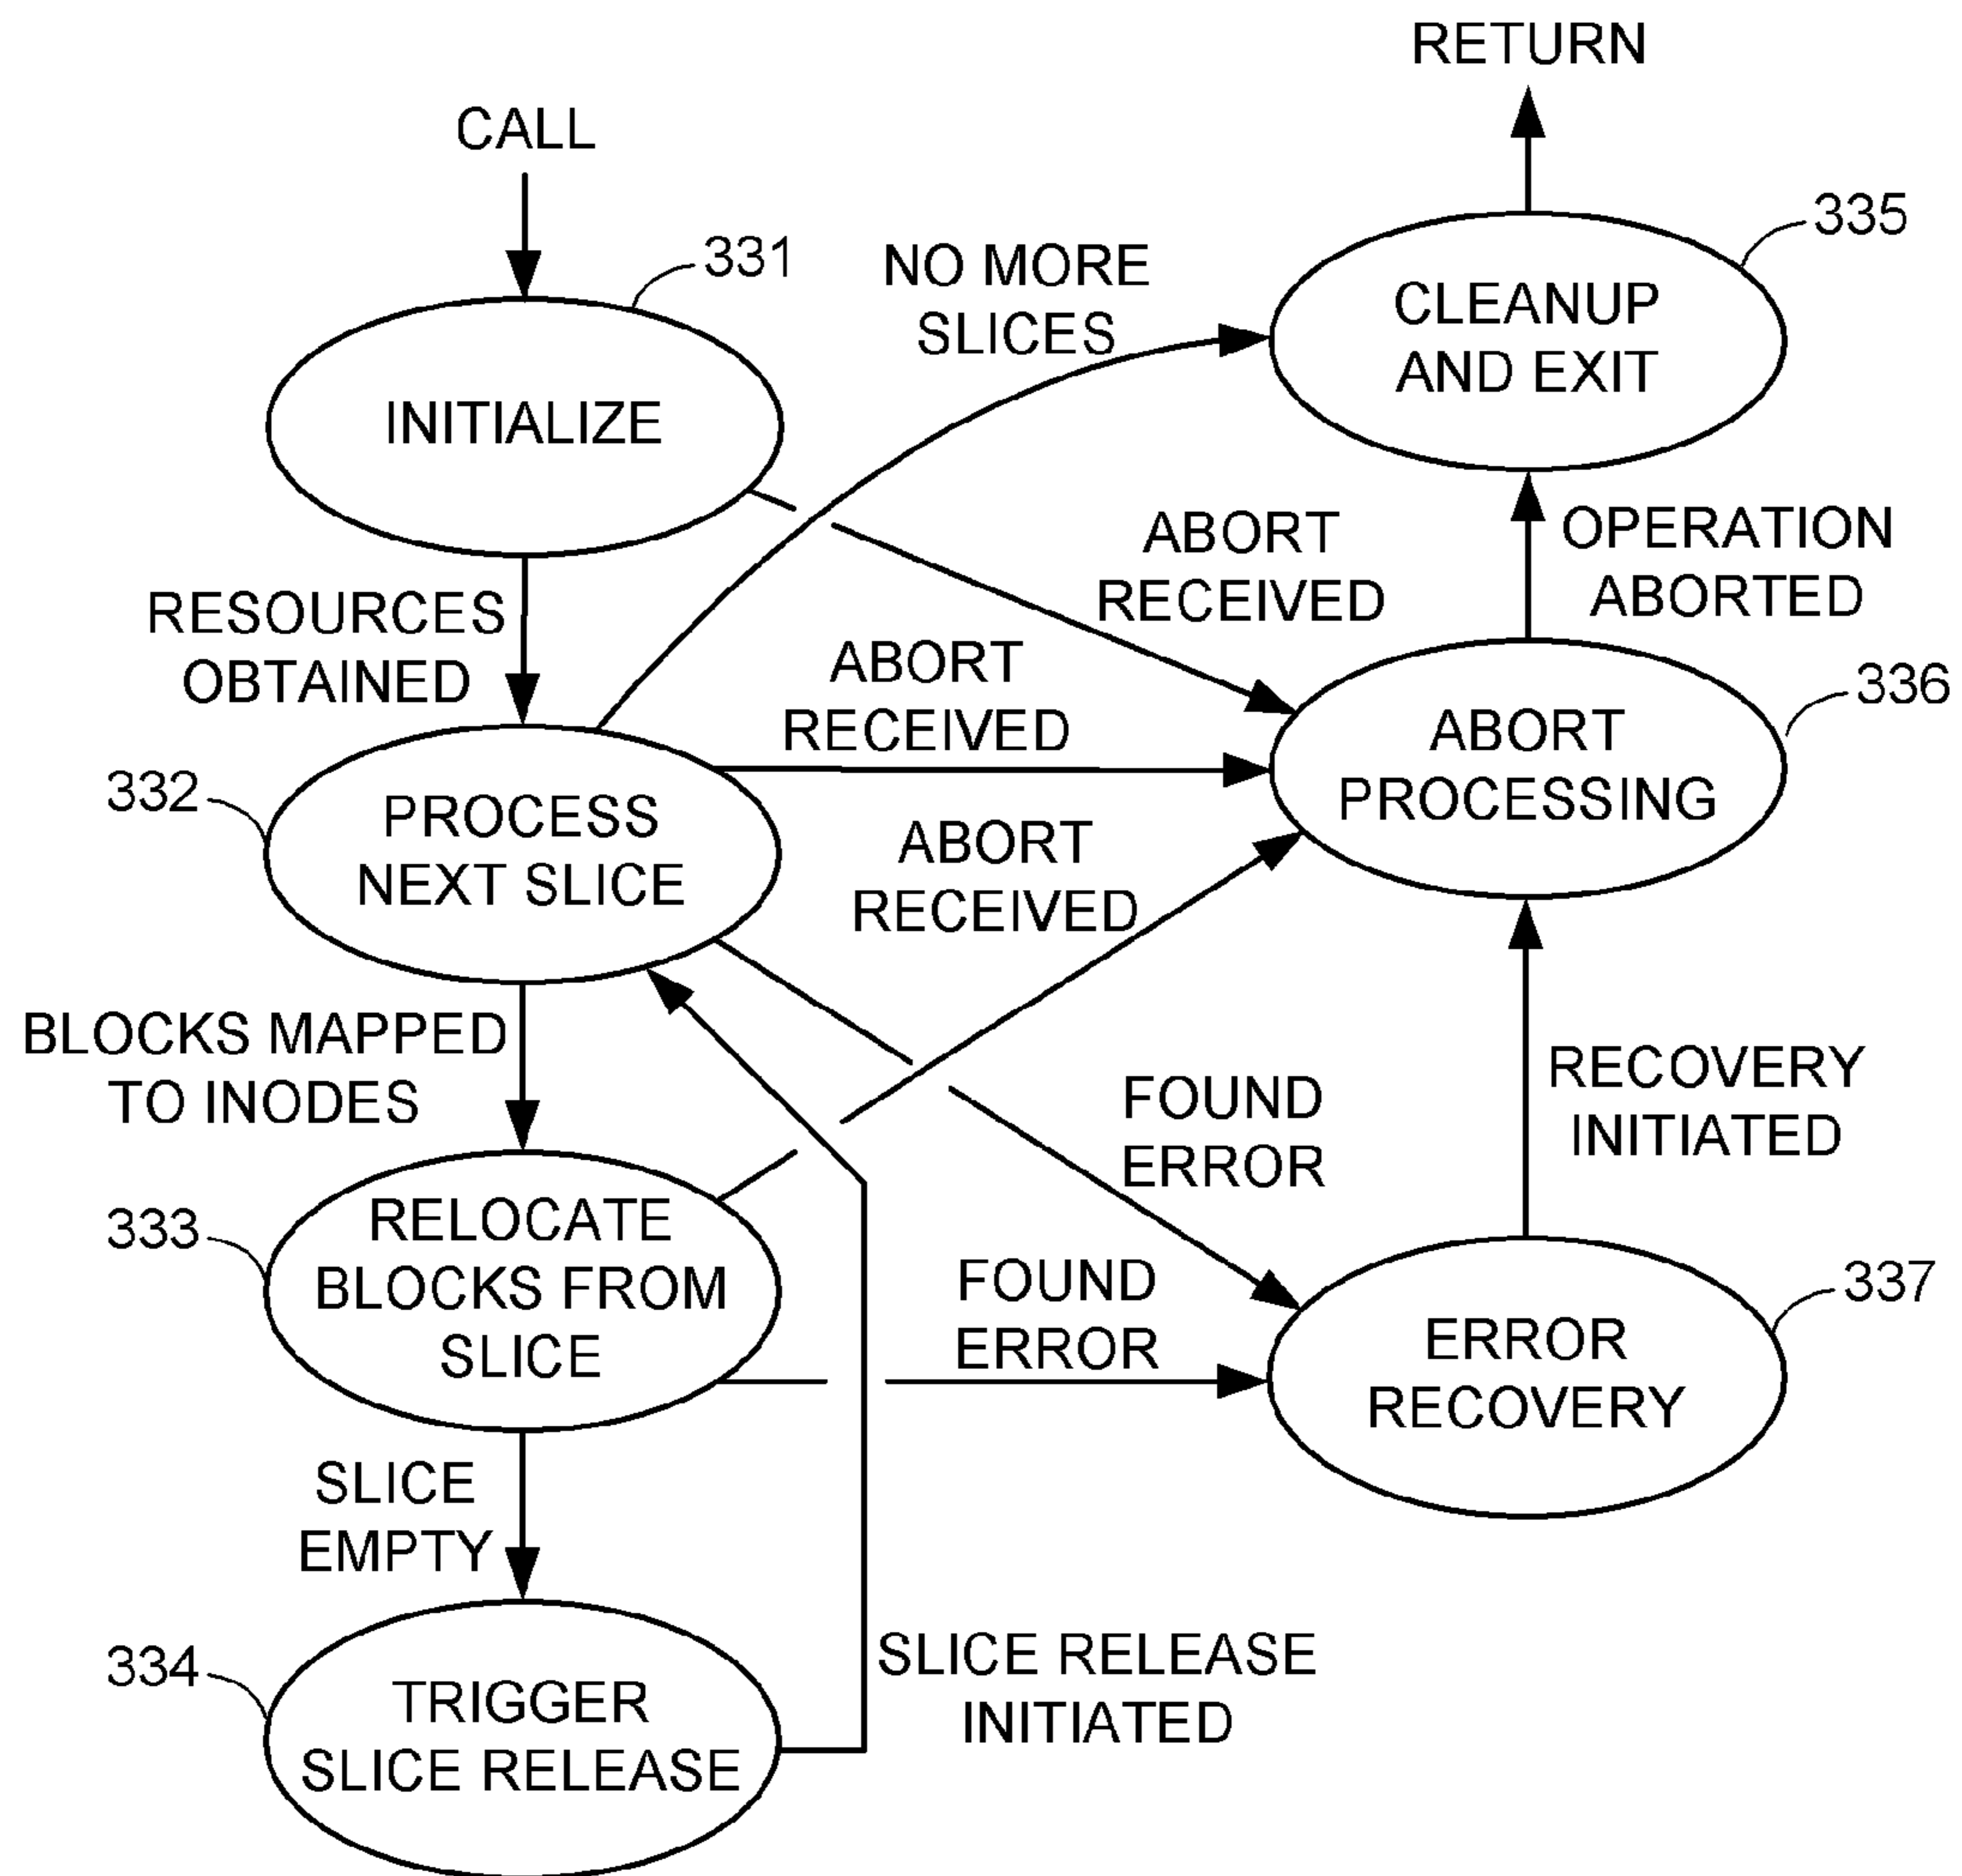 RETURN
CALL
335
331
NO MORE
SLICES
CLEANUP
AND EXIT
INITIALIZE
ABORT
RECEIVED
OPERATION
ABORTED
RESOURCES
OBTAINED
ABORT
RECEIVED
336
ABORT
PROCESSING
332
PROCESS
NEXT SLICE
ABORT
RECEIVED
BLOCKS MAPPED
TO INODES
FOUND
ERROR
RECOVERY
INITIATED
333
RELOCATE
BLOCKS FROM
SLICE
FOUND
ERROR
337
ERROR
RECOVERY
SLICE
EMPTY
334
TRIGGER
SLICE RELEASE
SLICE RELEASE
INITIATED